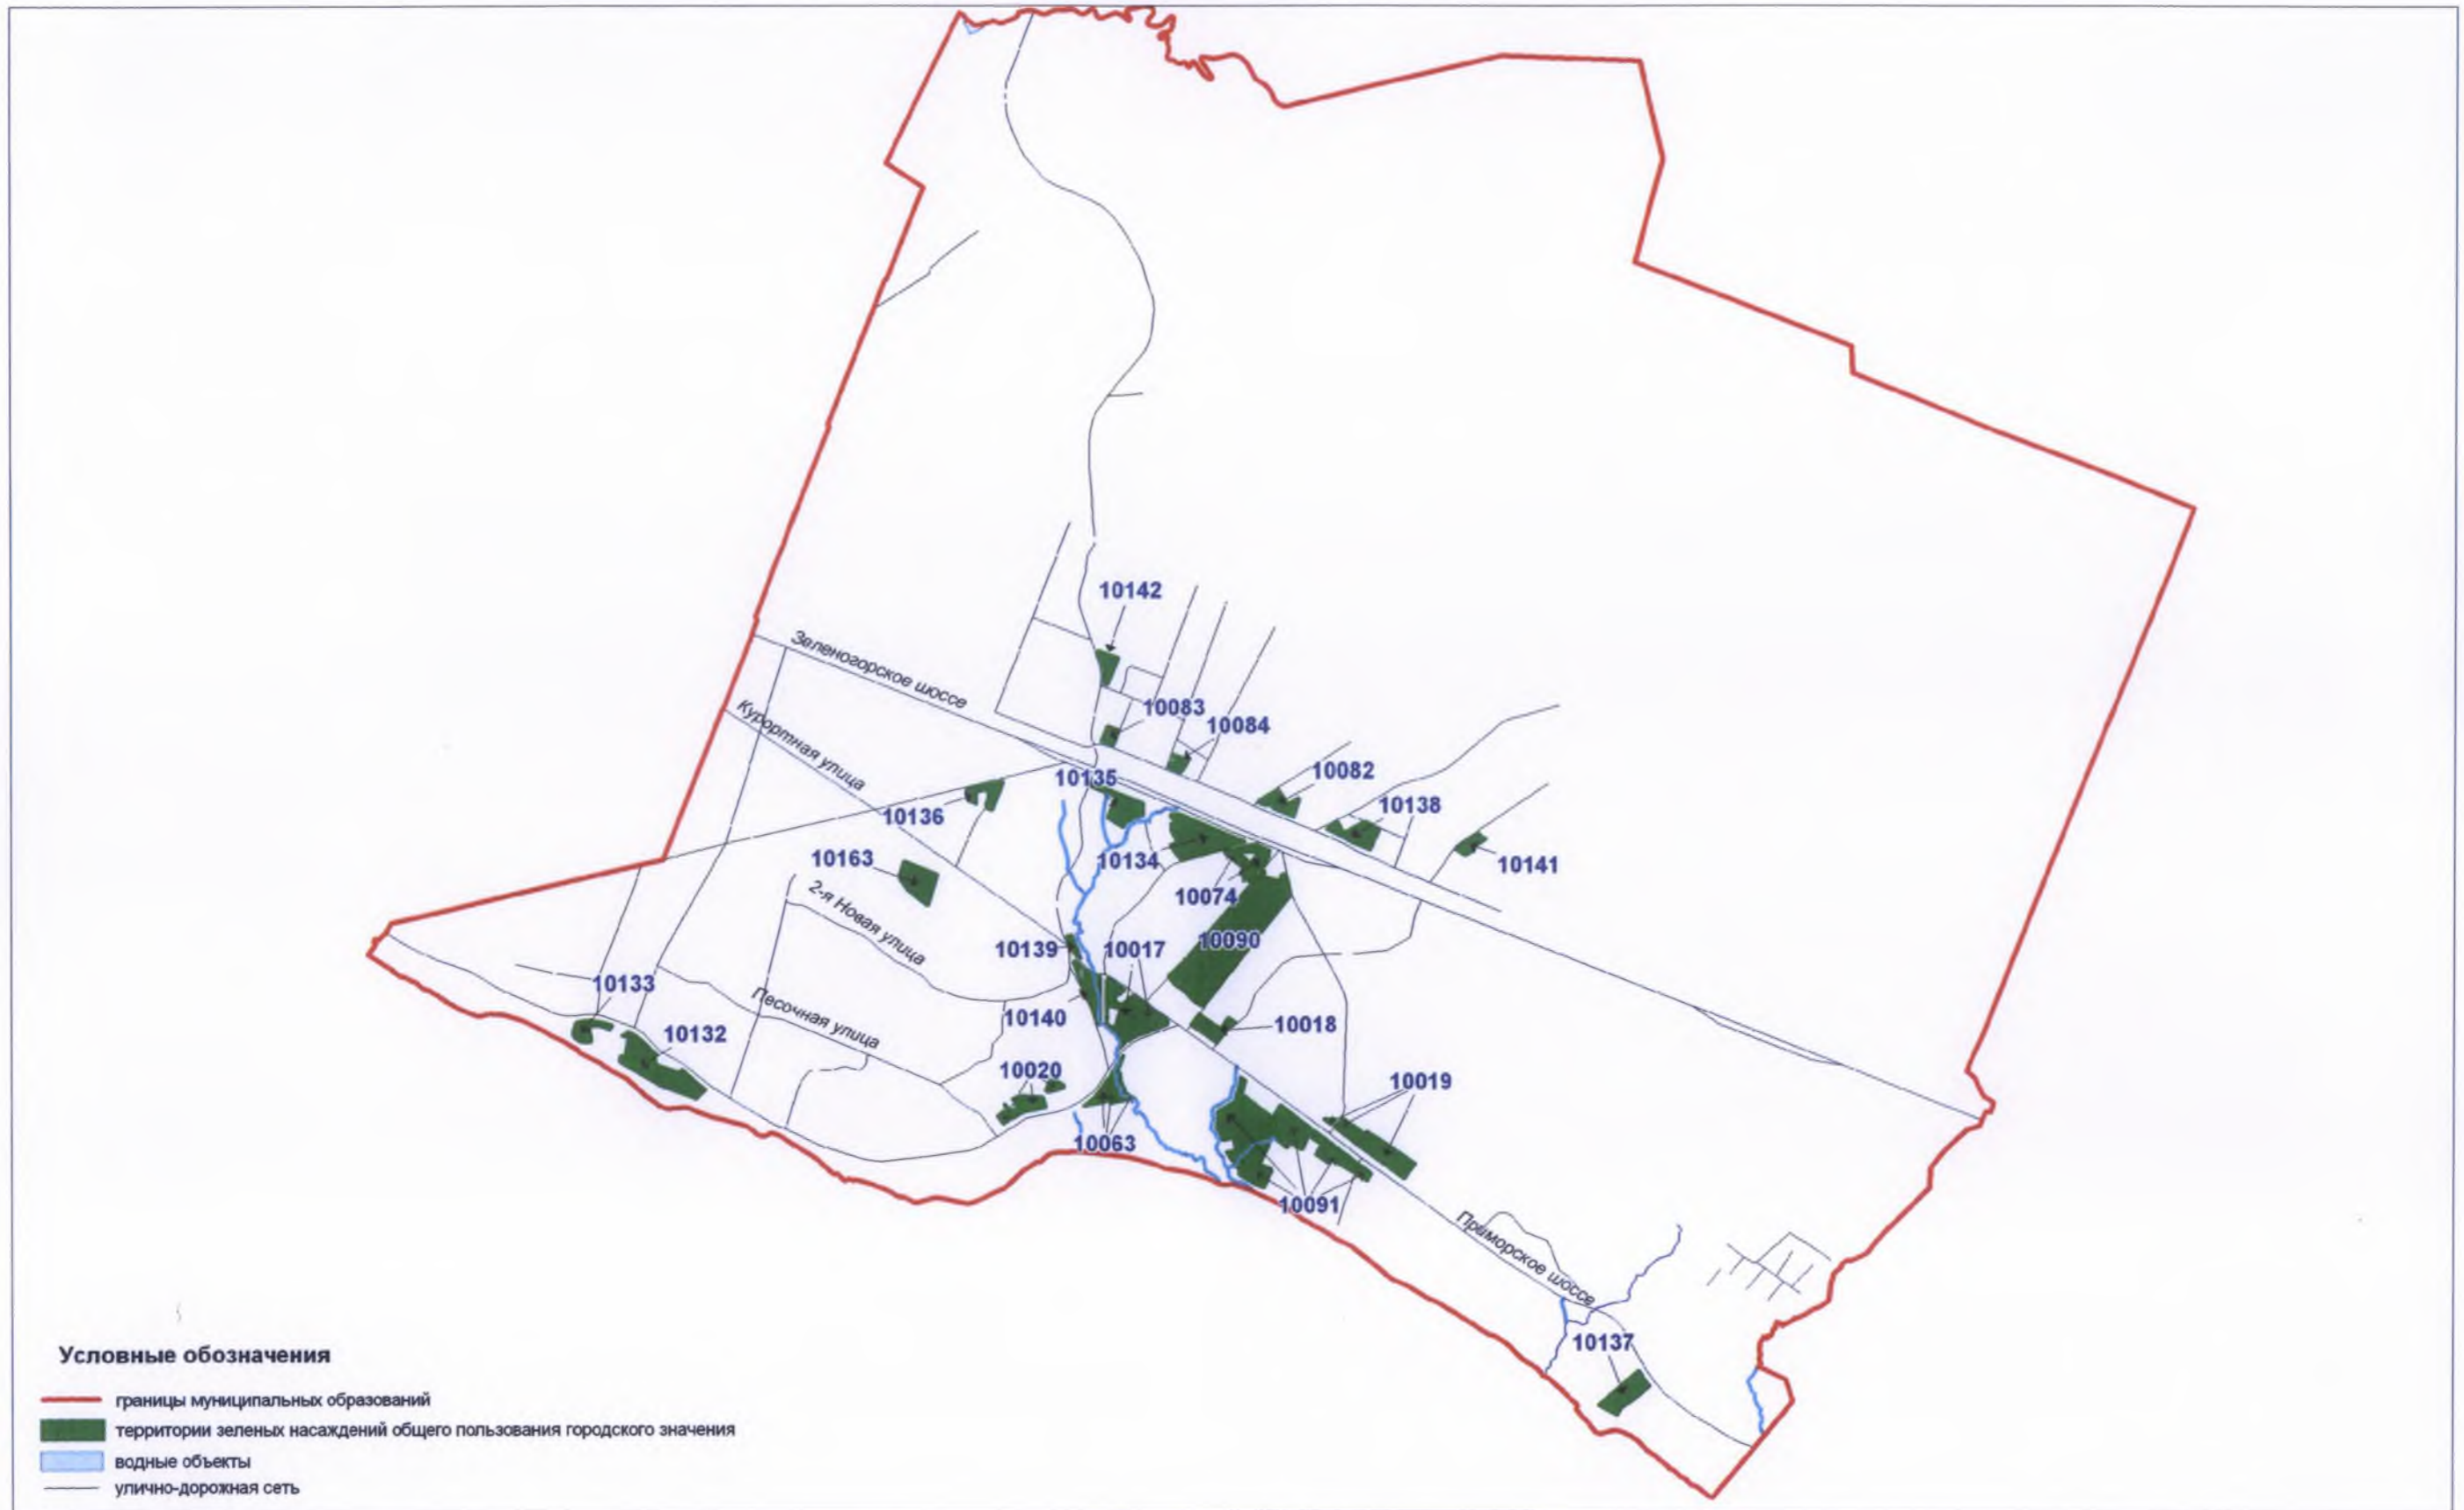 10142
Зеленогорское шоссе
10083
Курортная улица
10084
10082
10135
10138
10136
10163
10134
10141
2-я Новая улица
10074
10090
10139
10017
10133
Песочная улица
10140
10018
10132
10020
10019
10063
10091
Приморское шоссе
10137
Условные обозначения
границы муниципальных образований
территории зеленых насаждений общего пользования городского значения
водные объекты
улично-дорожная сеть